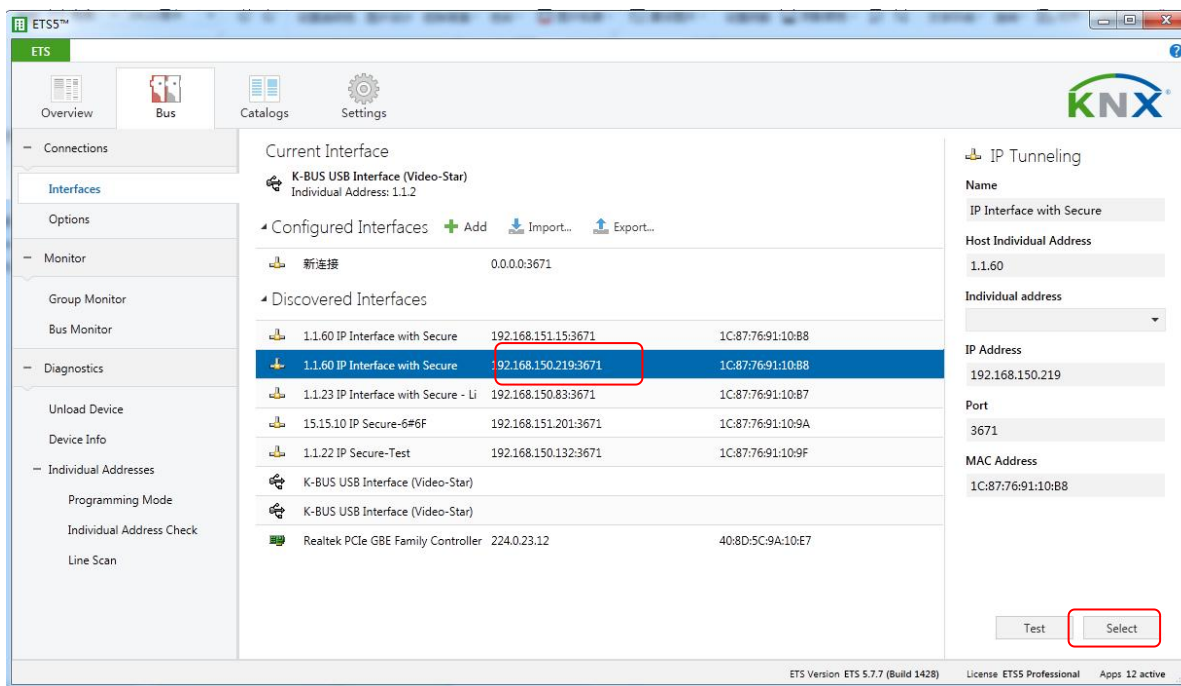 ETS5™
ETS
Overview
Bus
Catalogs
Settings
KNX®
Connections
Interfaces
Options
Monitor
Group Monitor
Bus Monitor
Diagnostics
Unload Device
Device Info
Individual Addresses
Programming Mode
Individual Address Check
Line Scan
Current Interface
K-BUS USB Interface (Video-Star)
Individual Address: 1.1.2
Configured Interfaces Add Import... Export...
新连接 0.0.0.0:3671
Discovered Interfaces
1.1.60 IP Interface with Secure 192.168.151.15:3671 1C:87:76:91:10:B8
1.1.60 IP Interface with Secure 192.168.150.219:3671 1C:87:76:91:10:B8
1.1.23 IP Interface with Secure - Li 192.168.150.83:3671 1C:87:76:91:10:B7
15.15.10 IP Secure-6#6F 192.168.151.201:3671 1C:87:76:91:10:9A
1.1.22 IP Secure-Test 192.168.150.132:3671 1C:87:76:91:10:9F
K-BUS USB Interface (Video-Star)
K-BUS USB Interface (Video-Star)
Realtek PCIe GBE Family Controller 224.0.23.12 40:8D:5C:9A:10:E7
IP Tunneling
Name
IP Interface with Secure
Host Individual Address
1.1.60
Individual address
IP Address
192.168.150.219
Port
3671
MAC Address
1C:87:76:91:10:B8
Test Select
ETS Version ETS 5.7.7 (Build 1428) License ETS5 Professional Apps 12 active